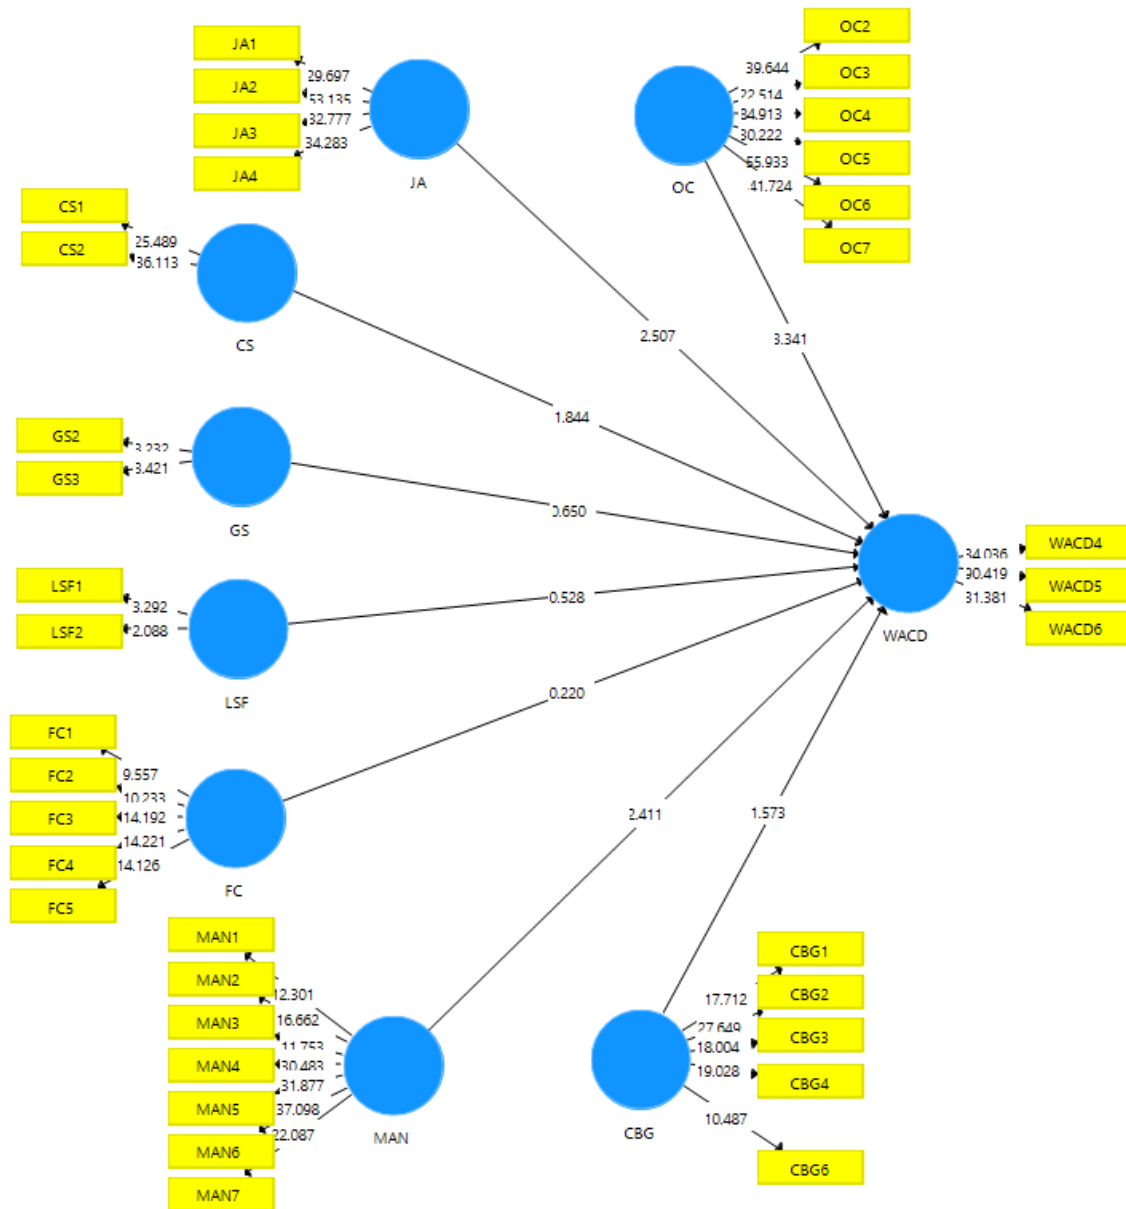 JA1
JA2
JA3
JA4
29.697
53.135
32.777
34.283
JA
OC2
OC3
OC4
OC5
OC6
OC7
39.644
22.514
34.913
30.222
55.933
41.724
OC
CS1
CS2
25.489
36.113
CS
2.507
3.341
1.844
GS2
GS3
3.232
3.421
GS
0.650
LSF1
LSF2
3.292
2.088
LSF
0.528
WACD
34.036
90.419
31.381
WACD4
WACD5
WACD6
FC1
FC2
FC3
FC4
FC5
9.557
10.233
14.192
14.221
14.126
FC
0.220
2.411
1.573
MAN1
MAN2
MAN3
MAN4
MAN5
MAN6
MAN7
12.301
16.662
11.753
30.483
31.877
37.098
22.087
MAN
CBG1
CBG2
CBG3
CBG4
CBG6
17.712
27.649
18.004
19.028
10.487
CBG